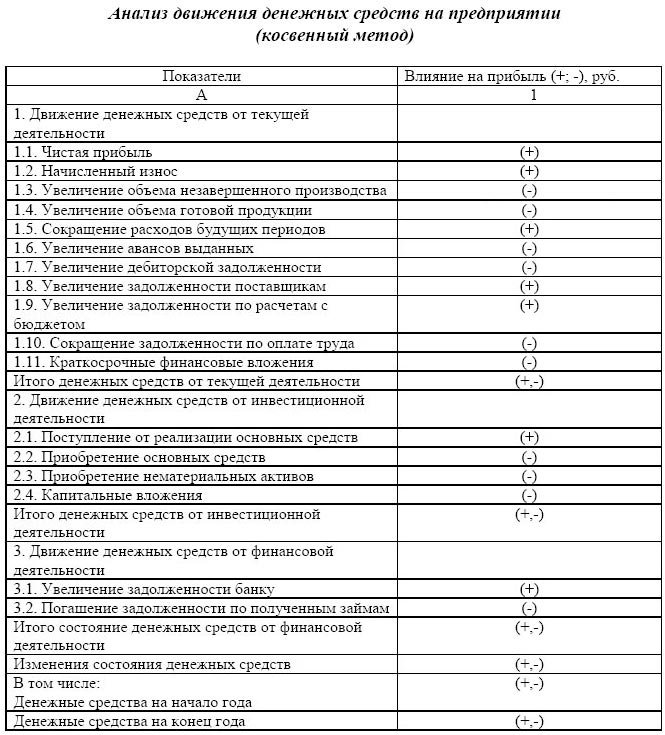 Анализ движения денежных средств на предприятии
(косвенный метод)
Показатели Влияние на прибыль (+; -), руб.
А 1
1. Движение денежных средств от текущей
деятельности
1.1. Чистая прибыль (+)
1.2. Начисленный износ (+)
1.3. Увеличение объема незавершенного производства (-)
1.4. Увеличение объема готовой продукции (-)
1.5. Сокращение расходов будущих периодов (+)
1.6. Увеличение авансов выданных (-)
1.7. Увеличение дебиторской задолженности (-)
1.8. Увеличение задолженности поставщикам (+)
1.9. Увеличение задолженности по расчетам с (+)
бюджетом
1.10. Сокращение задолженности по оплате труда (-)
1.11. Краткосрочные финансовые вложения (-)
Итого денежных средств от текущей деятельности (+,-)
2. Движение денежных средств от инвестиционной
деятельности
2.1. Поступление от реализации основных средств (+)
2.2. Приобретение основных средств (-)
2.3. Приобретение нематериальных активов (-)
2.4. Капитальные вложения (-)
Итого денежных средств от инвестиционной (+,-)
деятельности
3. Движение денежных средств от финансовой
деятельности
3.1. Увеличение задолженности банку (+)
3.2. Погашение задолженности по полученным займам (-)
Итого состояние денежных средств от финансовой (+,-)
деятельности
Изменения состояния денежных средств (+,-)
В том числе: (+,-)
Денежные средства на начало года
Денежные средства на конец года (+,-)